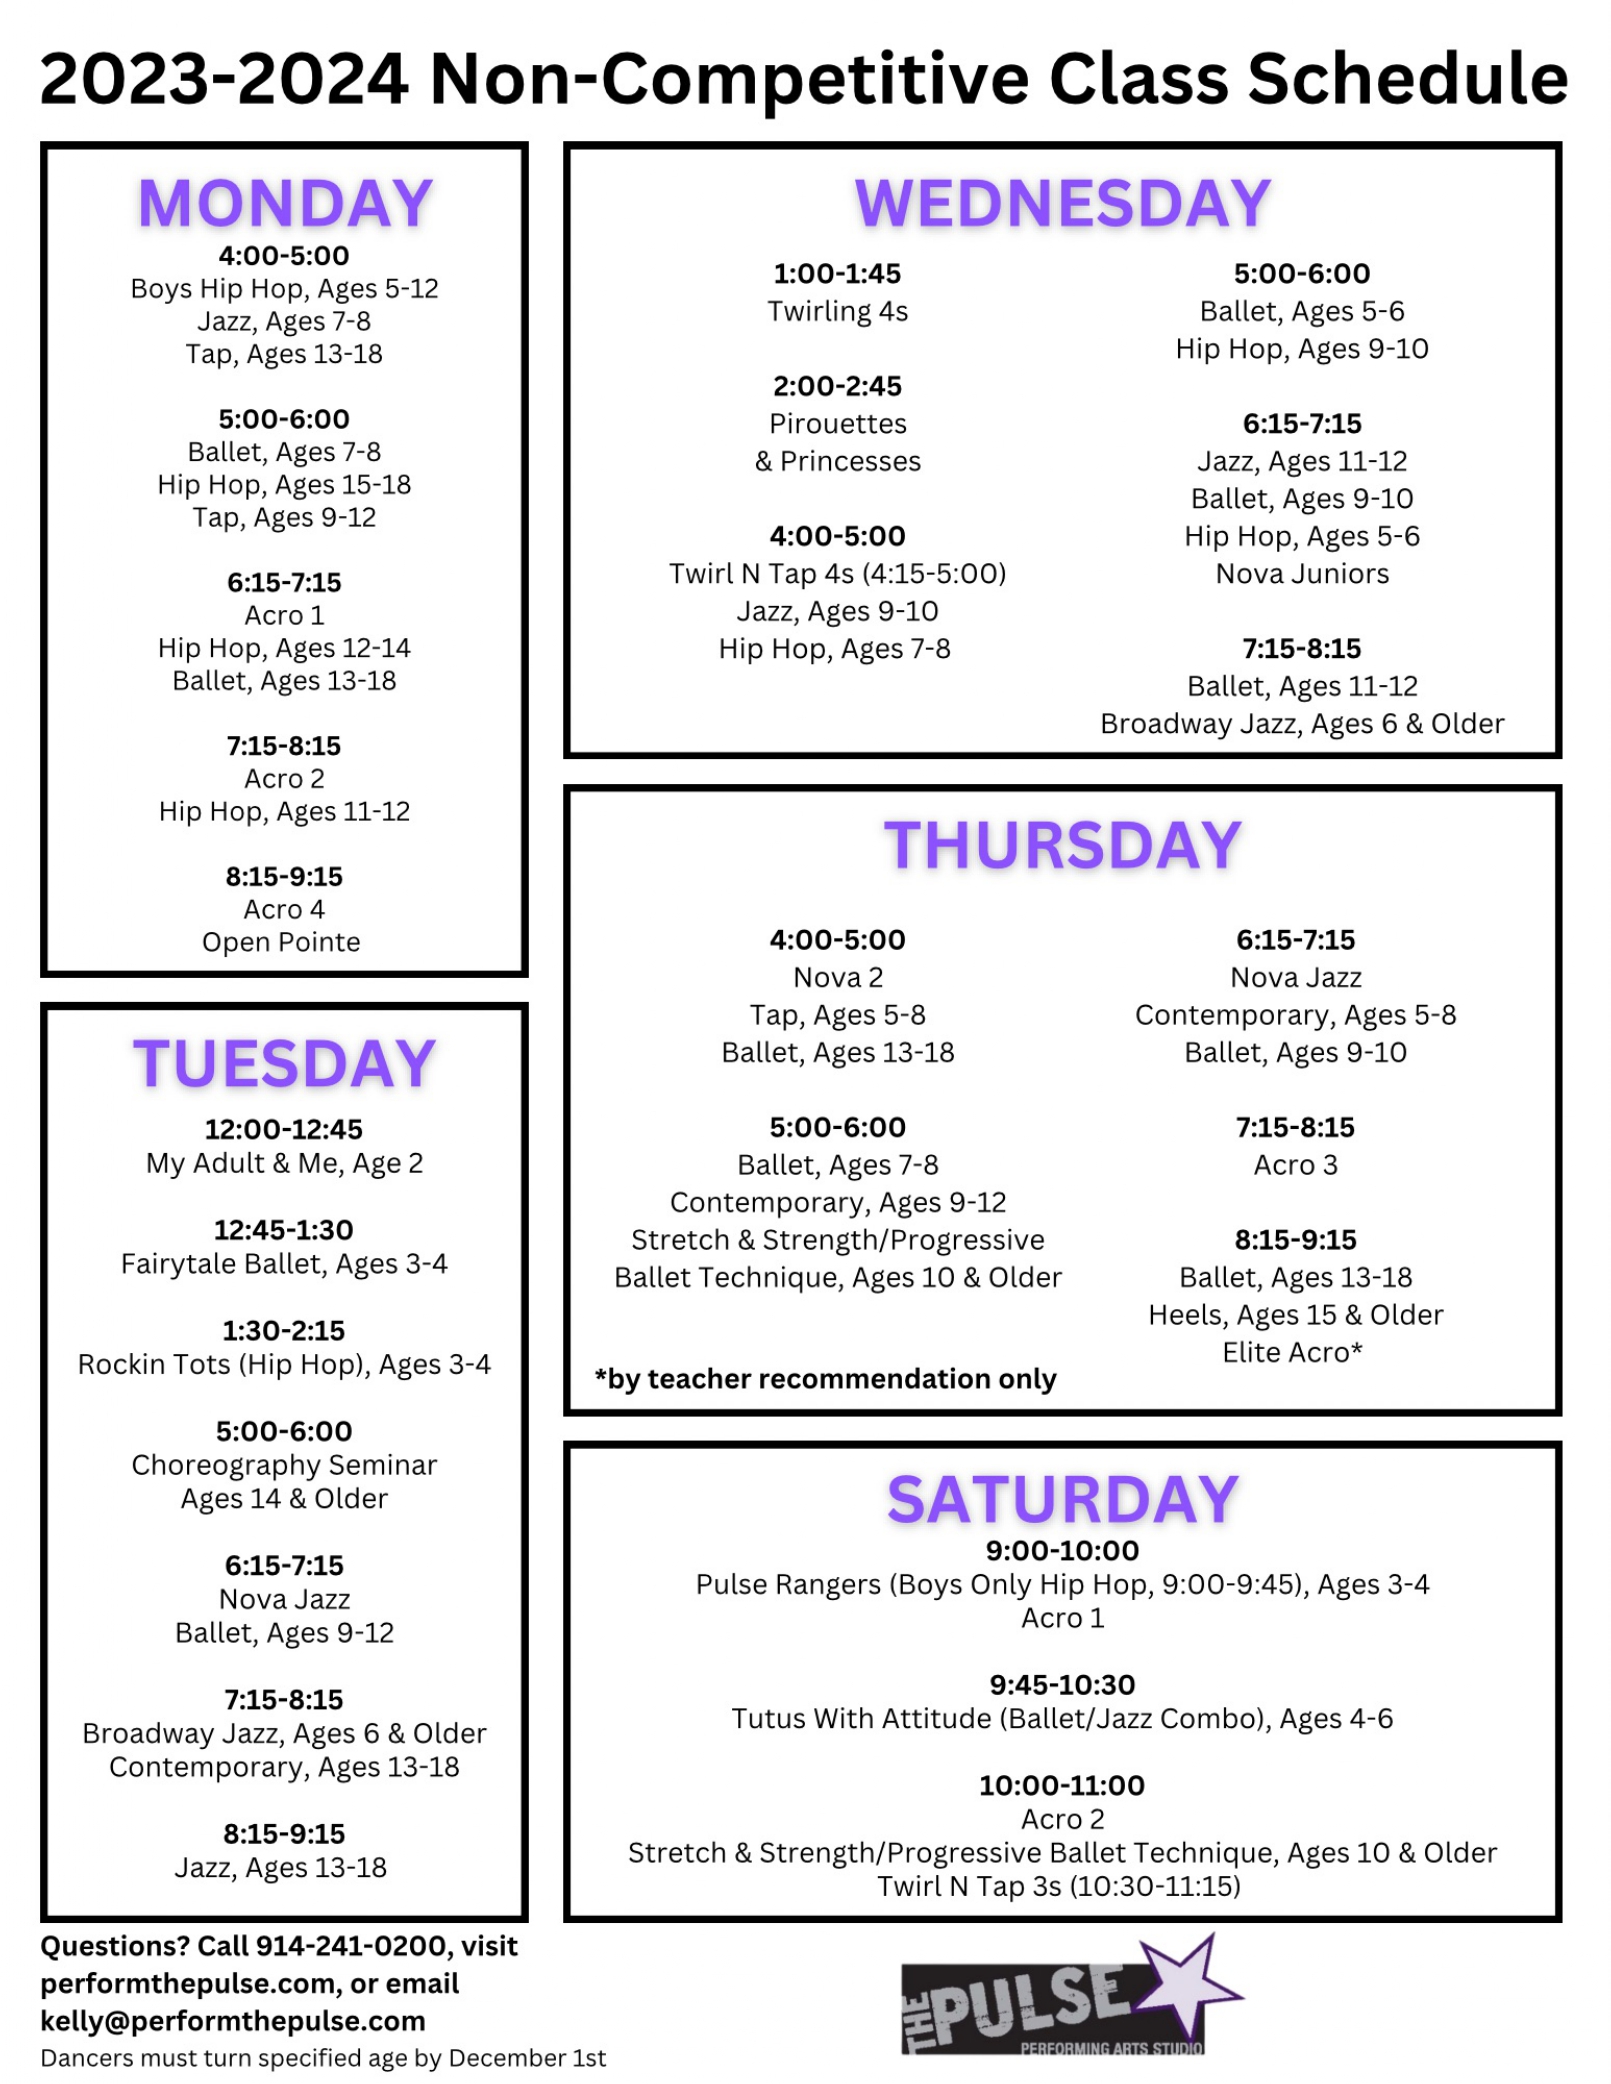 2023-2024 Non-Competitive Class Schedule
MONDAY
4:00-5:00
Boys Hip Hop, Ages 5-12
Jazz, Ages 7-8
Tap, Ages 13-18
5:00-6:00
Ballet, Ages 7-8
Hip Hop, Ages 15-18
Tap, Ages 9-12
6:15-7:15
Acro 1
Hip Hop, Ages 12-14
Ballet, Ages 13-18
7:15-8:15
Acro 2
Hip Hop, Ages 11-12
8:15-9:15
Acro 4
Open Pointe
TUESDAY
12:00-12:45
My Adult & Me, Age 2
12:45-1:30
Fairytale Ballet, Ages 3-4
1:30-2:15
Rockin Tots (Hip Hop), Ages 3-4
5:00-6:00
Choreography Seminar
Ages 14 & Older
6:15-7:15
Nova Jazz
Ballet, Ages 9-12
7:15-8:15
Broadway Jazz, Ages 6 & Older
Contemporary, Ages 13-18
8:15-9:15
Jazz, Ages 13-18
WEDNESDAY
1:00-1:45
Twirling 4s
2:00-2:45
Pirouettes
& Princesses
4:00-5:00
Twirl N Tap 4s (4:15-5:00)
Jazz, Ages 9-10
Hip Hop, Ages 7-8
5:00-6:00
Ballet, Ages 5-6
Hip Hop, Ages 9-10
6:15-7:15
Jazz, Ages 11-12
Ballet, Ages 9-10
Hip Hop, Ages 5-6
Nova Juniors
7:15-8:15
Ballet, Ages 11-12
Broadway Jazz, Ages 6 & Older
THURSDAY
4:00-5:00
Nova 2
Tap, Ages 5-8
Ballet, Ages 13-18
5:00-6:00
Ballet, Ages 7-8
Contemporary, Ages 9-12
Stretch & Strength/Progressive
Ballet Technique, Ages 10 & Older
6:15-7:15
Nova Jazz
Contemporary, Ages 5-8
Ballet, Ages 9-10
7:15-8:15
Acro 3
8:15-9:15
Ballet, Ages 13-18
Heels, Ages 15 & Older
Elite Acro*
*by teacher recommendation only
SATURDAY
9:00-10:00
Pulse Rangers (Boys Only Hip Hop, 9:00-9:45), Ages 3-4
Acro 1
9:45-10:30
Tutus With Attitude (Ballet/Jazz Combo), Ages 4-6
10:00-11:00
Acro 2
Stretch & Strength/Progressive Ballet Technique, Ages 10 & Older
Twirl N Tap 3s (10:30-11:15)
Questions? Call 914-241-0200, visit
performthepulse.com, or email
kelly@performthepulse.com
Dancers must turn specified age by December 1st
THE PULSE
PERFORMING ARTS STUDIO